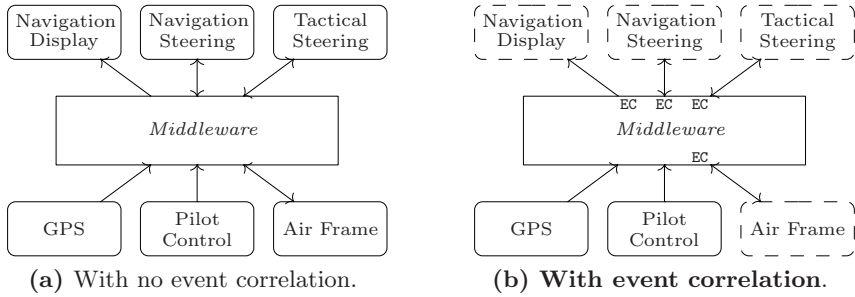 Navigation Display
Navigation Steering
Tactical Steering
Middleware
GPS
Pilot Control
Air Frame
(a) With no event correlation.
Navigation Display
Navigation Steering
Tactical Steering
EC EC EC
Middleware
EC
GPS
Pilot Control
Air Frame
(b) With event correlation.